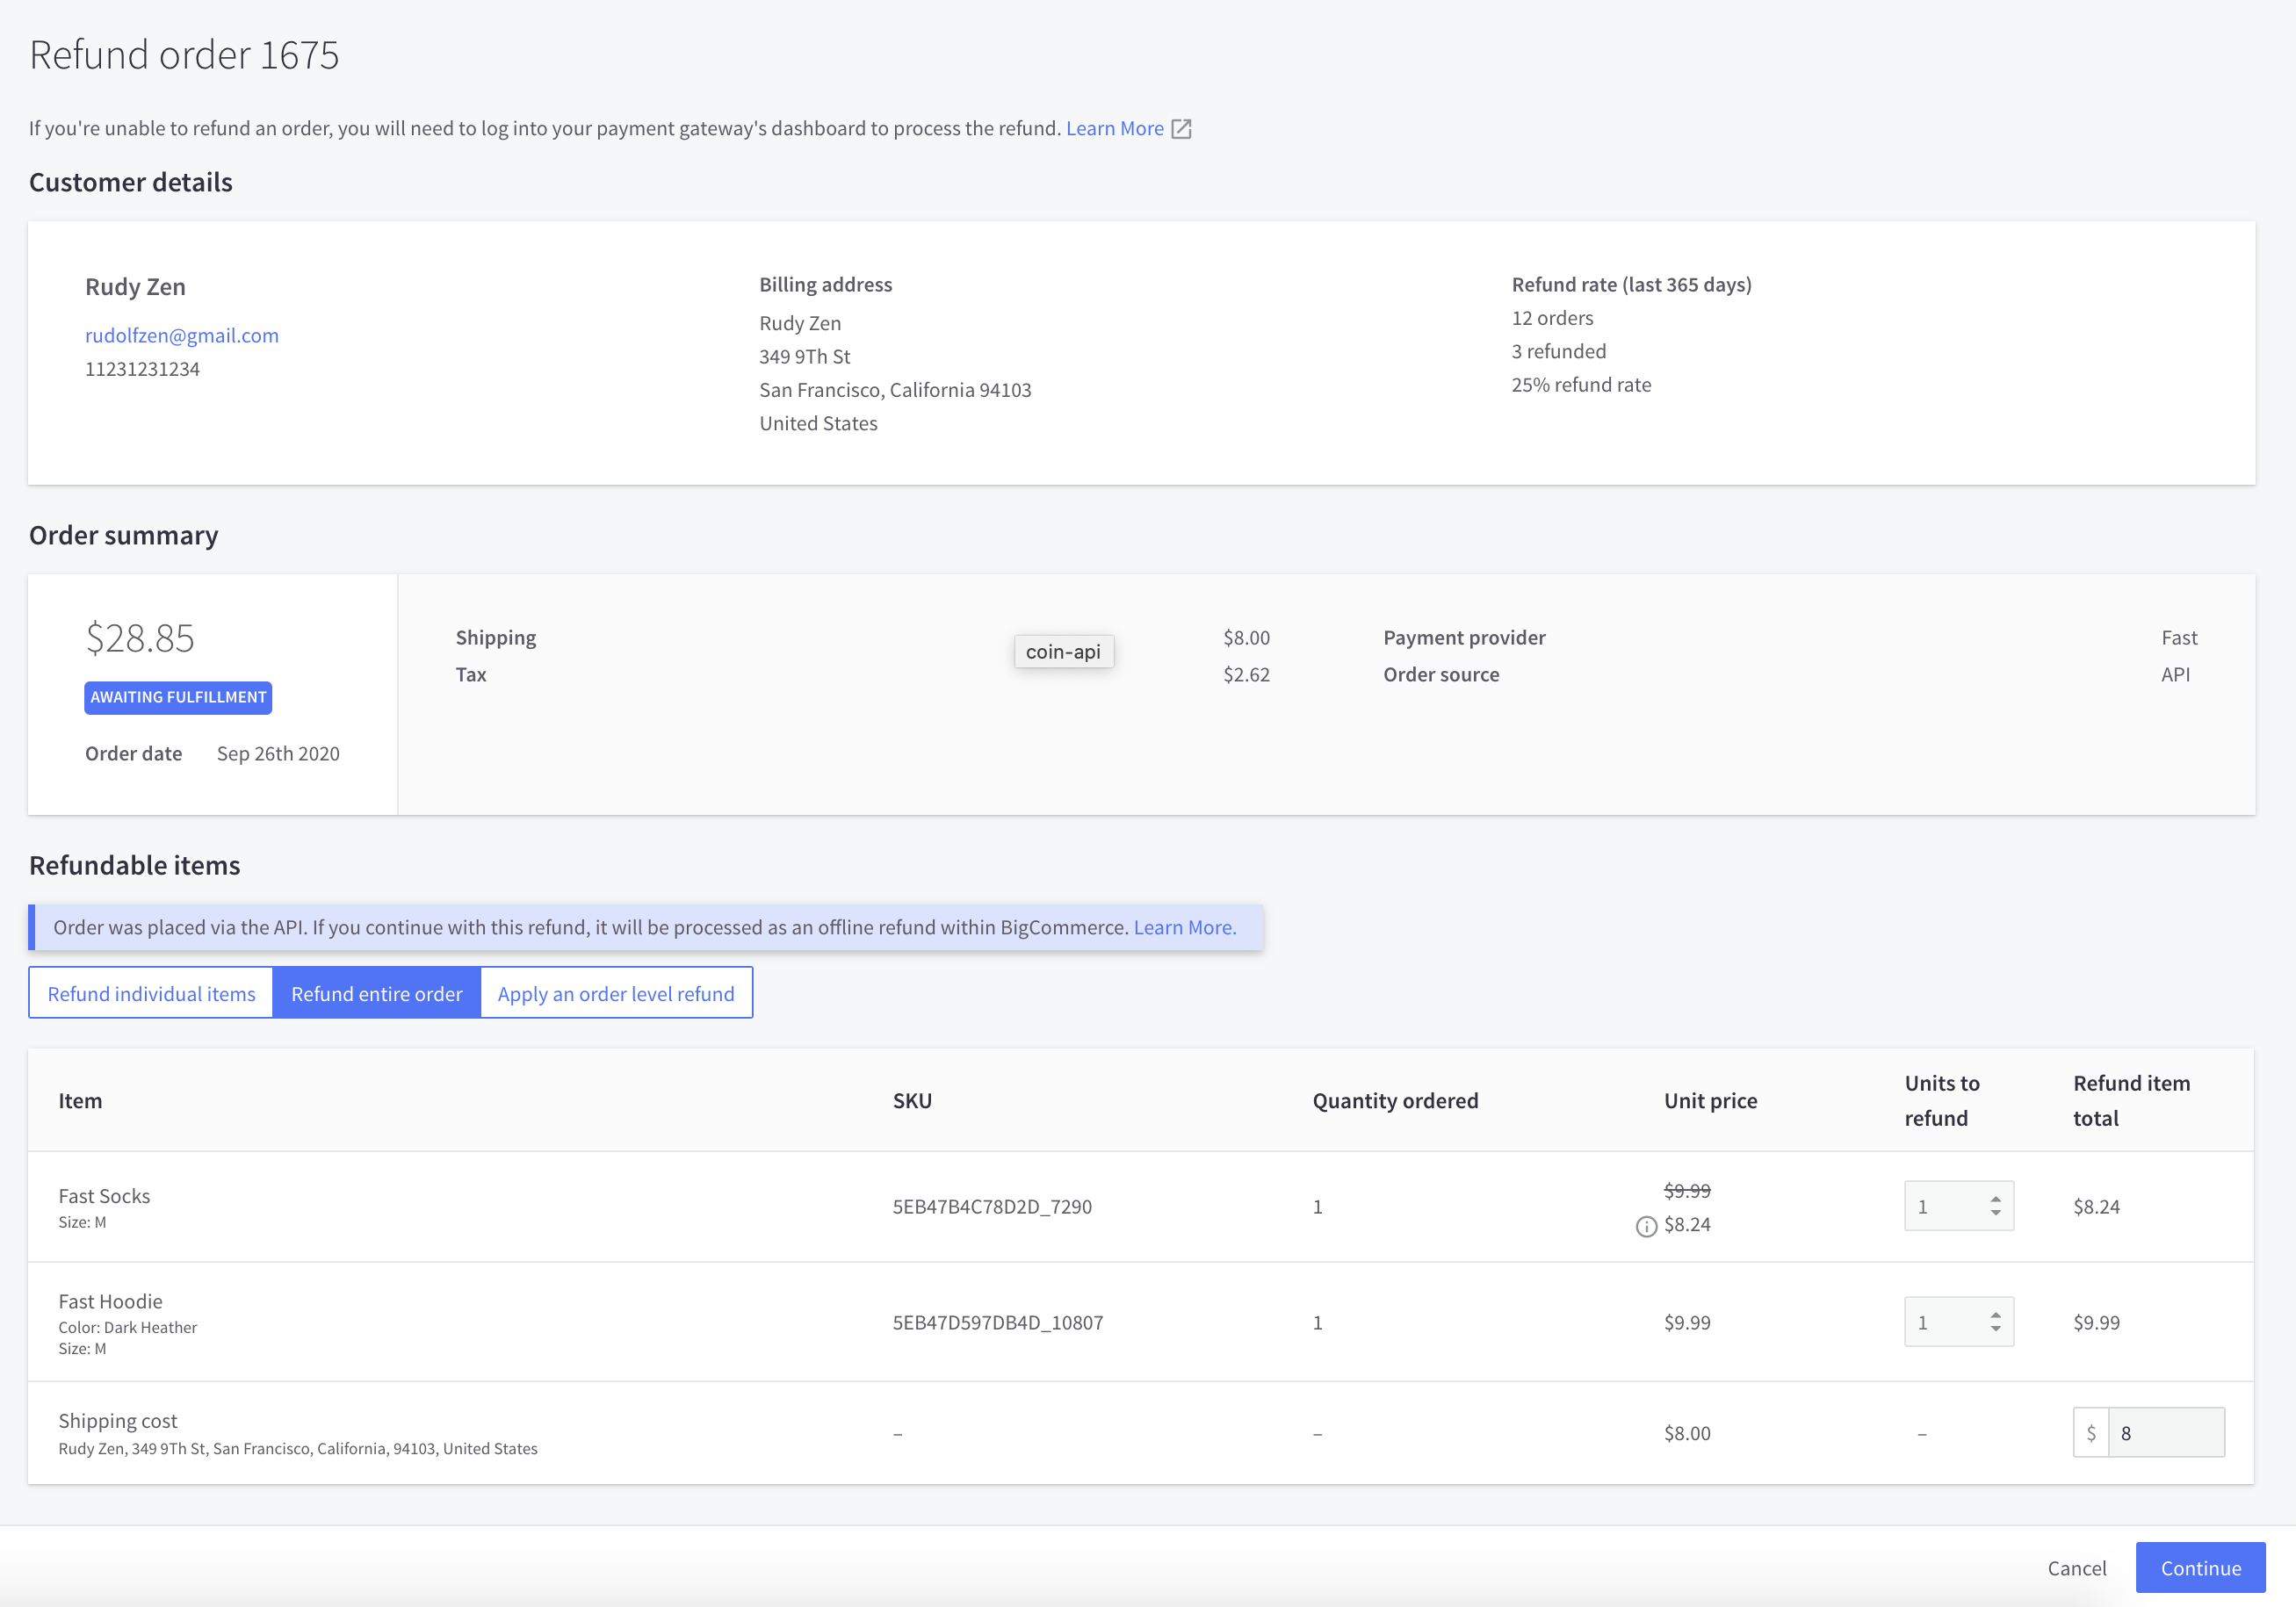 Refund order 1675
If you're unable to refund an order, you will need to log into your payment gateway's dashboard to process the refund. Learn More
Customer details
Rudy Zen
rudolfzen@gmail.com
11231231234
Billing address
Rudy Zen
349 9Th St
San Francisco, California 94103
United States
Refund rate (last 365 days)
12 orders
3 refunded
25% refund rate
Order summary
$28.85
AWAITING FULFILLMENT
Order date Sep 26th 2020
Shipping $8.00
Tax $2.62
coin-api
Payment provider Fast
Order source API
Refundable items
Order was placed via the API. If you continue with this refund, it will be processed as an offline refund within BigCommerce. Learn More.
Refund individual items Refund entire order Apply an order level refund
Item SKU Quantity ordered Unit price Units to refund Refund item total
Fast Socks
Size: M
5EB47B4C78D2D_7290 1 $9.99
$8.24
1 $8.24
Fast Hoodie
Color: Dark Heather
Size: M
5EB47D597DB4D_10807 1 $9.99 1 $9.99
Shipping cost
Rudy Zen, 349 9Th St, San Francisco, California, 94103, United States
– – $8.00 – $ 8
Cancel Continue